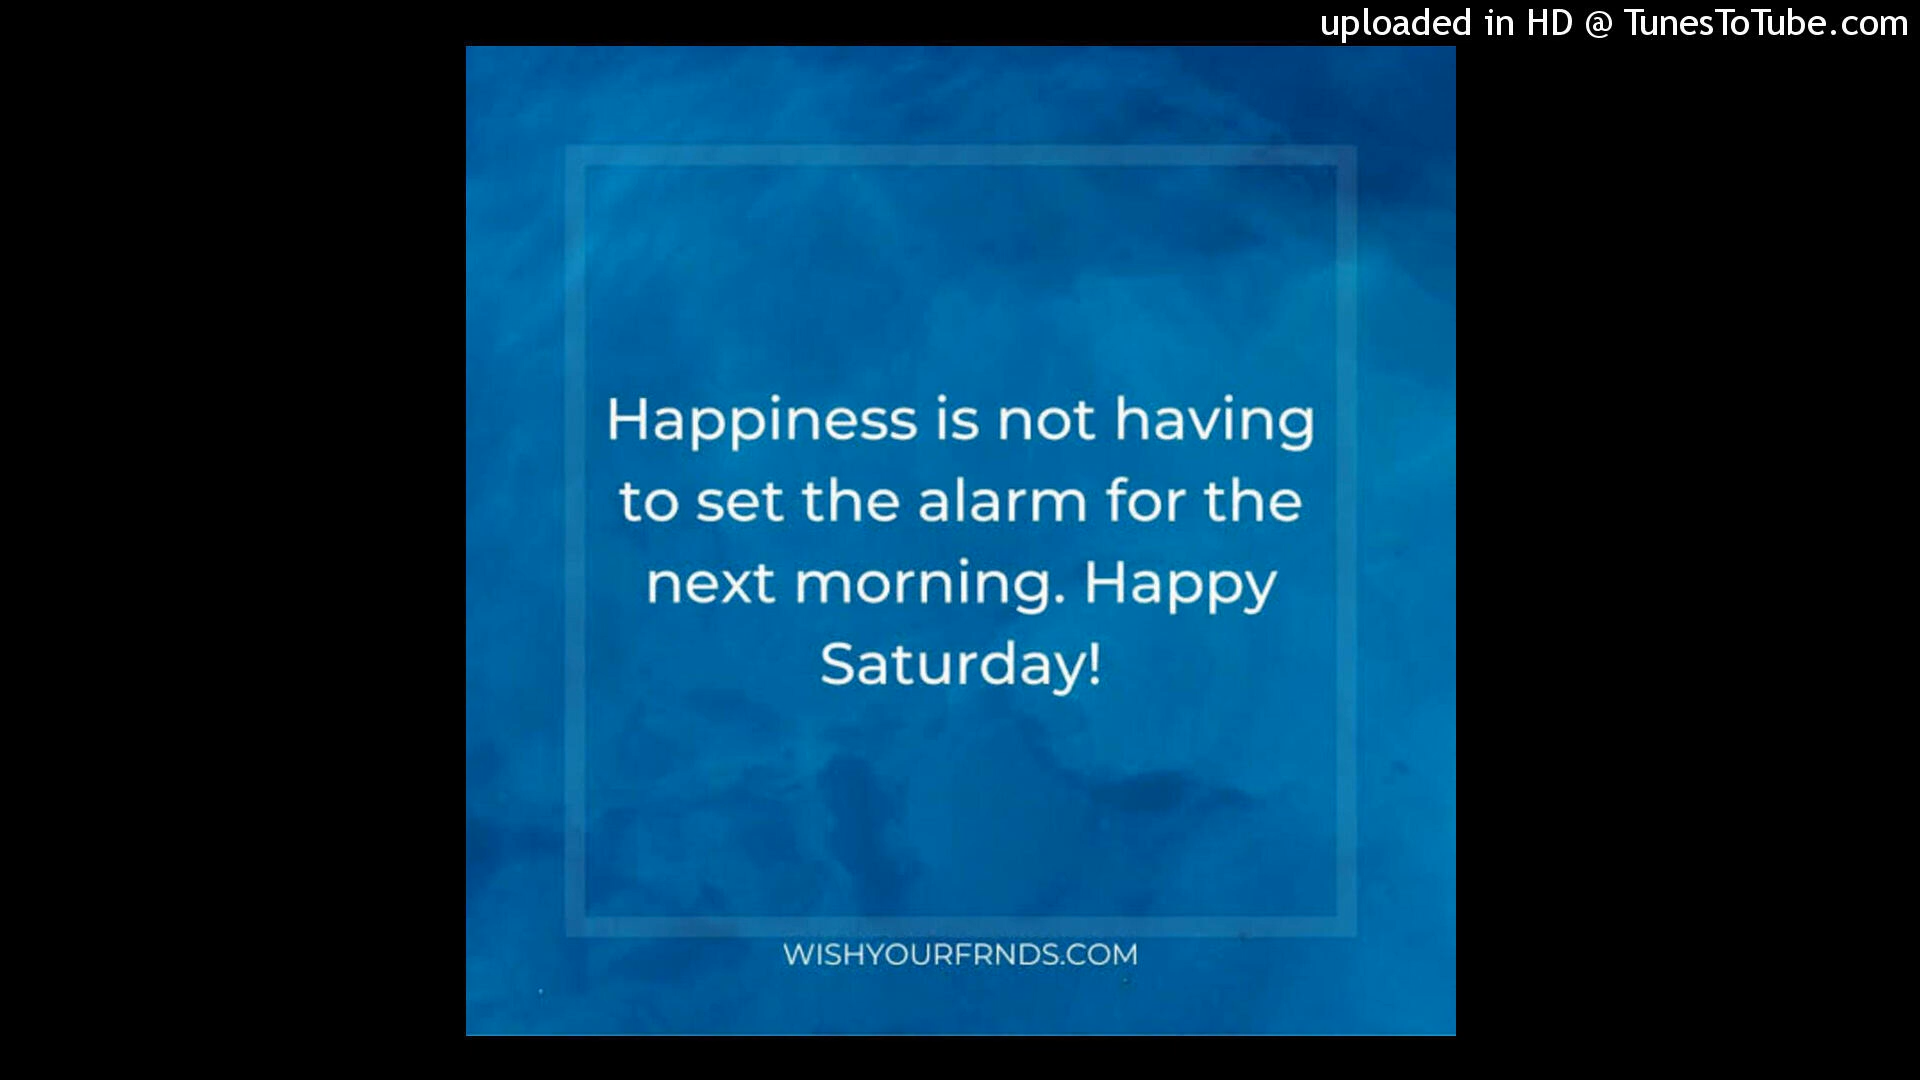 uploaded in HD @ TunesToTube.com
Happiness is not having
to set the alarm for the
next morning. Happy
Saturday!
WISHYOURFRNDS.COM